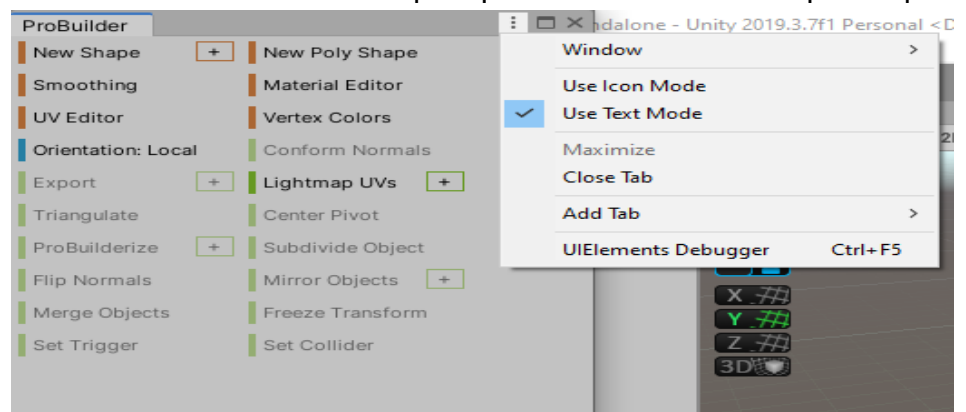 ProBuilder
ndalone - Unity 2019.3.7f1 Personal <D
New Shape + New Poly Shape
Smoothing Material Editor
UV Editor Vertex Colors
Orientation: Local Conform Normals
Export + Lightmap UVs +
Triangulate Center Pivot
ProBuilderize + Subdivide Object
Flip Normals Mirror Objects +
Merge Objects Freeze Transform
Set Trigger Set Collider
Window >
Use Icon Mode
Use Text Mode
Maximize
Close Tab
Add Tab >
UIElements Debugger Ctrl+F5
X
Y
Z
3D